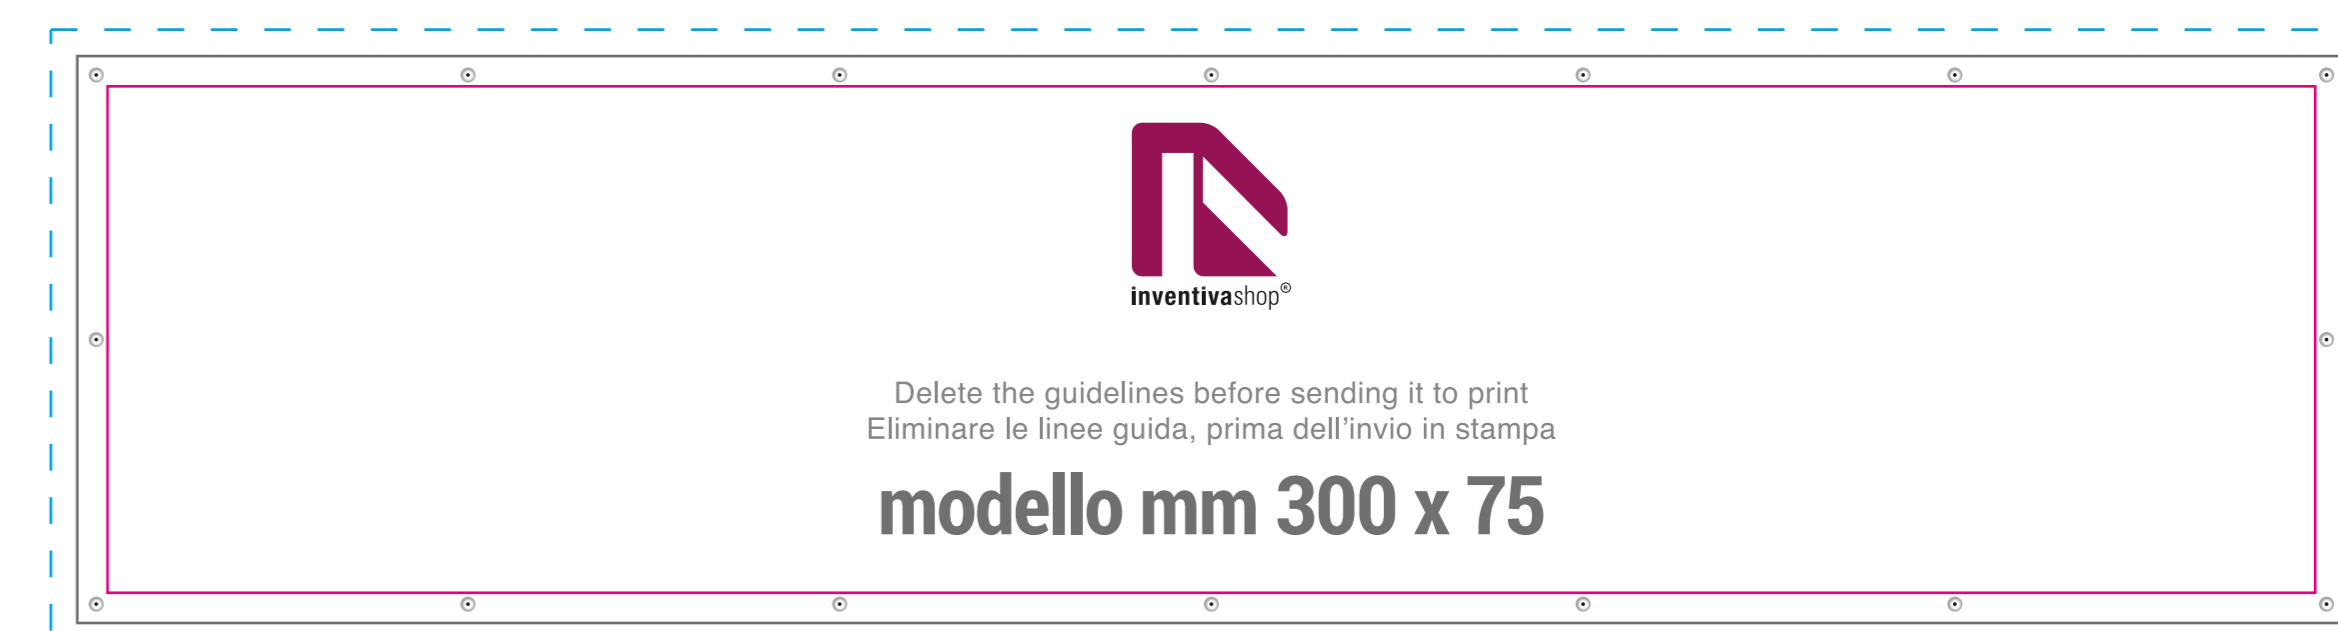 inventivashop®
Delete the guidelines before sending it to print
Eliminare le linee guida, prima dell'invio in stampa
modello mm 300 x 75